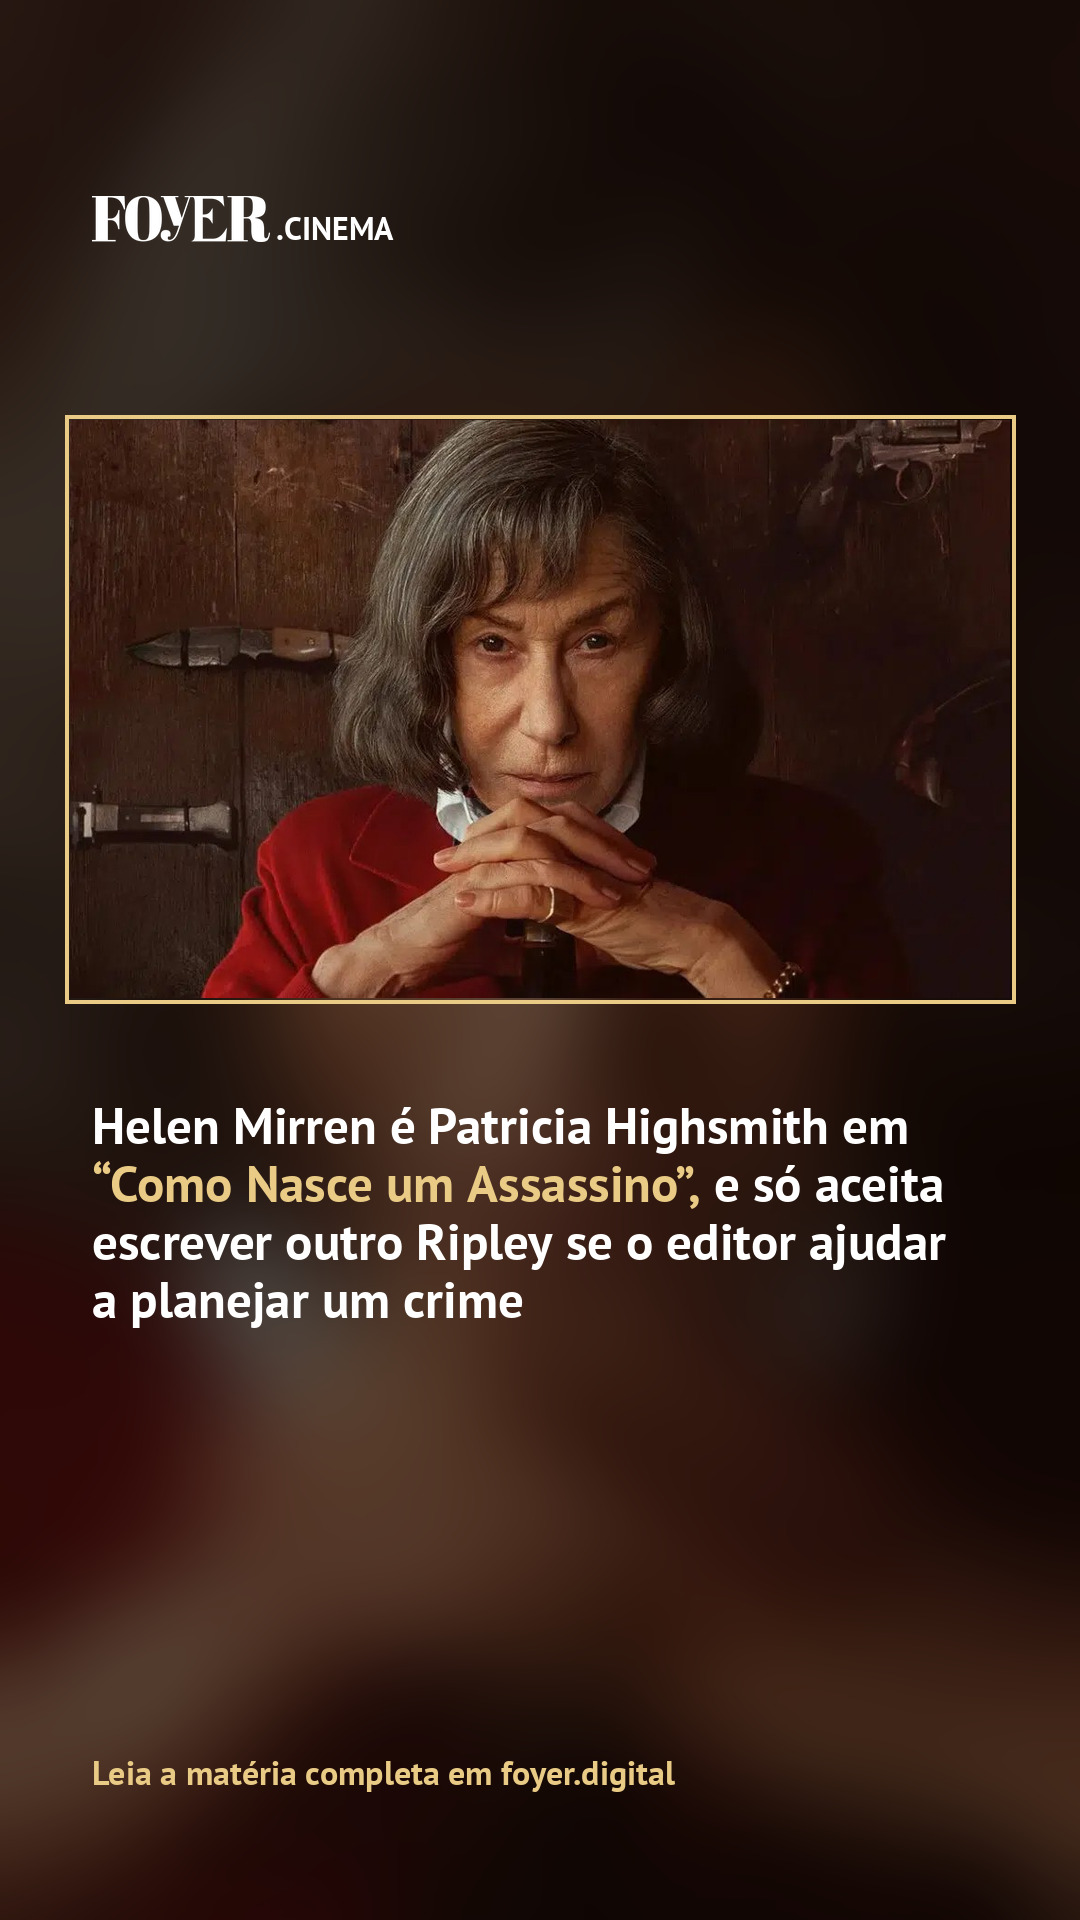 FOYER .CINEMA
Helen Mirren é Patricia Highsmith em
“Como Nasce um Assassino”, e só aceita
escrever outro Ripley se o editor ajudar
a planejar um crime
Leia a matéria completa em foyer.digital